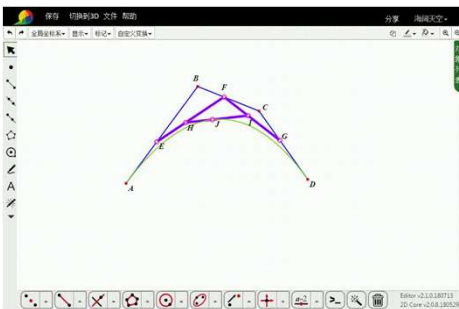 保存 切换到3D 文件 帮助
分享 海阔天空
全局坐标系 显示 标记 自定义变换
B
F
C
H
J
I
E
G
A
D
A
a=2
>_
Editor v2.1.0.180713
2D Core v2.0.8.180529